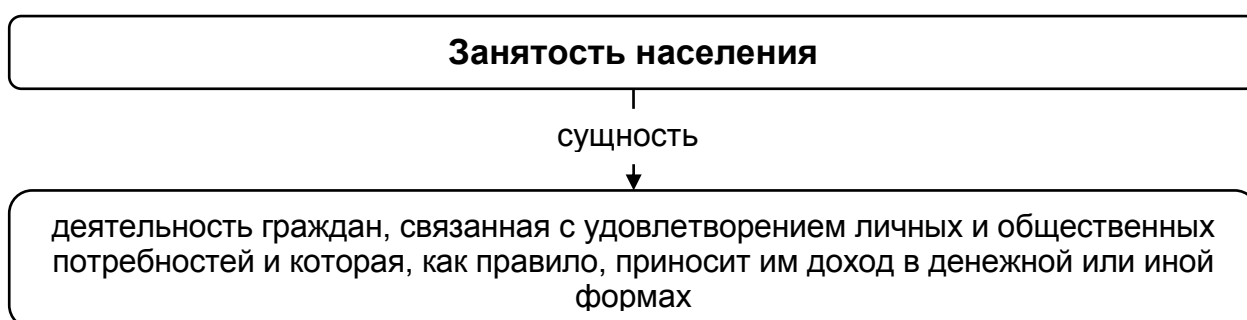 Занятость населения
сущность
деятельность граждан, связанная с удовлетворением личных и общественных
потребностей и которая, как правило, приносит им доход в денежной или иной
формах